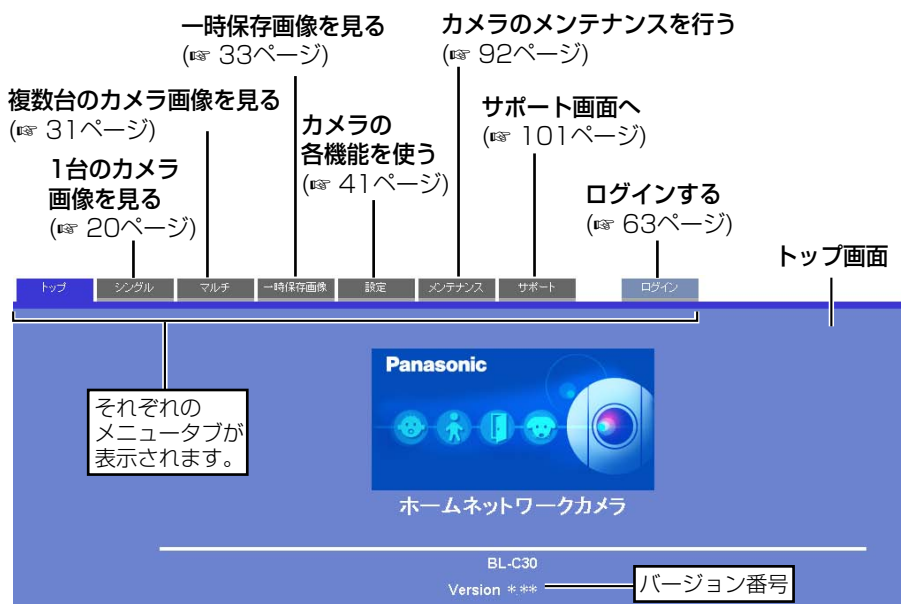 一時保存画像を見る
(☞ 33ページ)
カメラのメンテナンスを行う
(☞ 92ページ)
複数台のカメラ画像を見る
(☞ 31ページ)
カメラの
各機能を使う
(☞ 41ページ)
サポート画面へ
(☞ 101ページ)
1台のカメラ
画像を見る
(☞ 20ページ)
ログインする
(☞ 63ページ)
トップ画面
トップ
シングル
マルチ
一時保存画像
設定
メンテナンス
サポート
ログイン
それぞれの
メニュータブが
表示されます。
Panasonic
ホームネットワークカメラ
BL-C30
Version *.**
バージョン番号